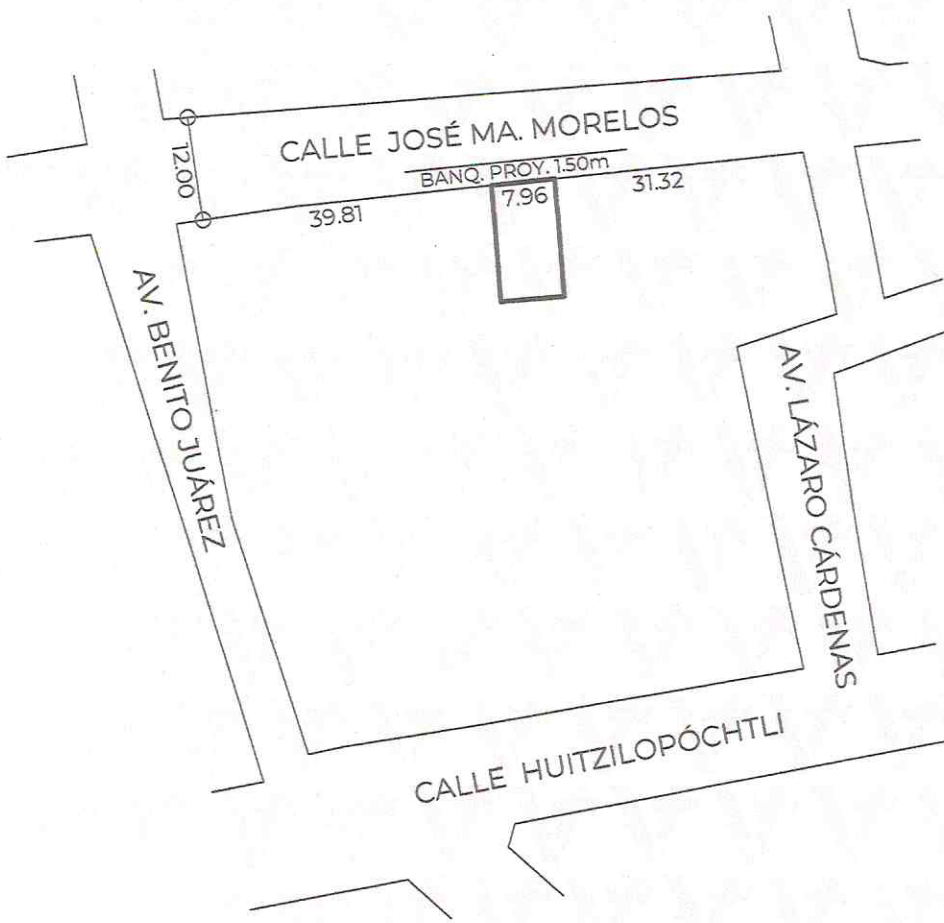 CALLE JOSÉ MA. MORELOS
12.00
BANQ. PROY. 1.50m
39.81
7.96
31.32
AV. BENITO JUÁREZ
AV. LÁZARO CÁRDENAS
CALLE HUITZILOPÓCHTLI